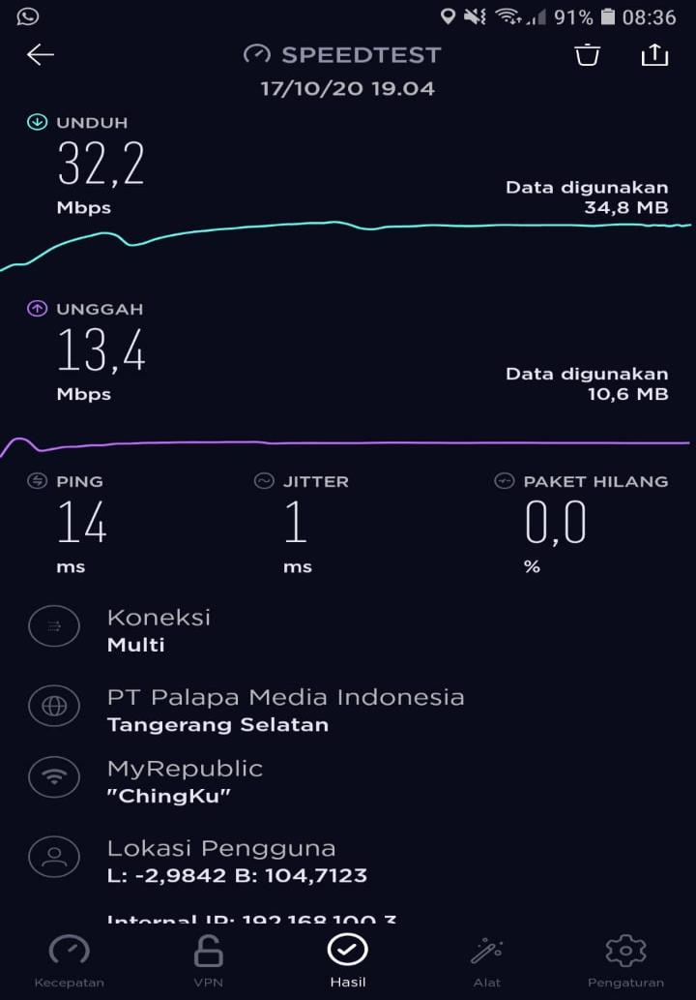 91% 08:36
SPEEDTEST
17/10/20 19.04
UNDUH
32,2
Mbps
Data digunakan
34,8 MB
UNGGAH
13,4
Mbps
Data digunakan
10,6 MB
PING JITTER PAKET HILANG
14 1 0,0
ms ms %
Koneksi
Multi
PT Palapa Media Indonesia
Tangerang Selatan
MyRepublic
"ChingKu"
Lokasi Pengguna
L: -2,9842 B: 104,7123
Internal IP: 192.168.100.3
Kecepatan VPN Hasil Alat Pengaturan